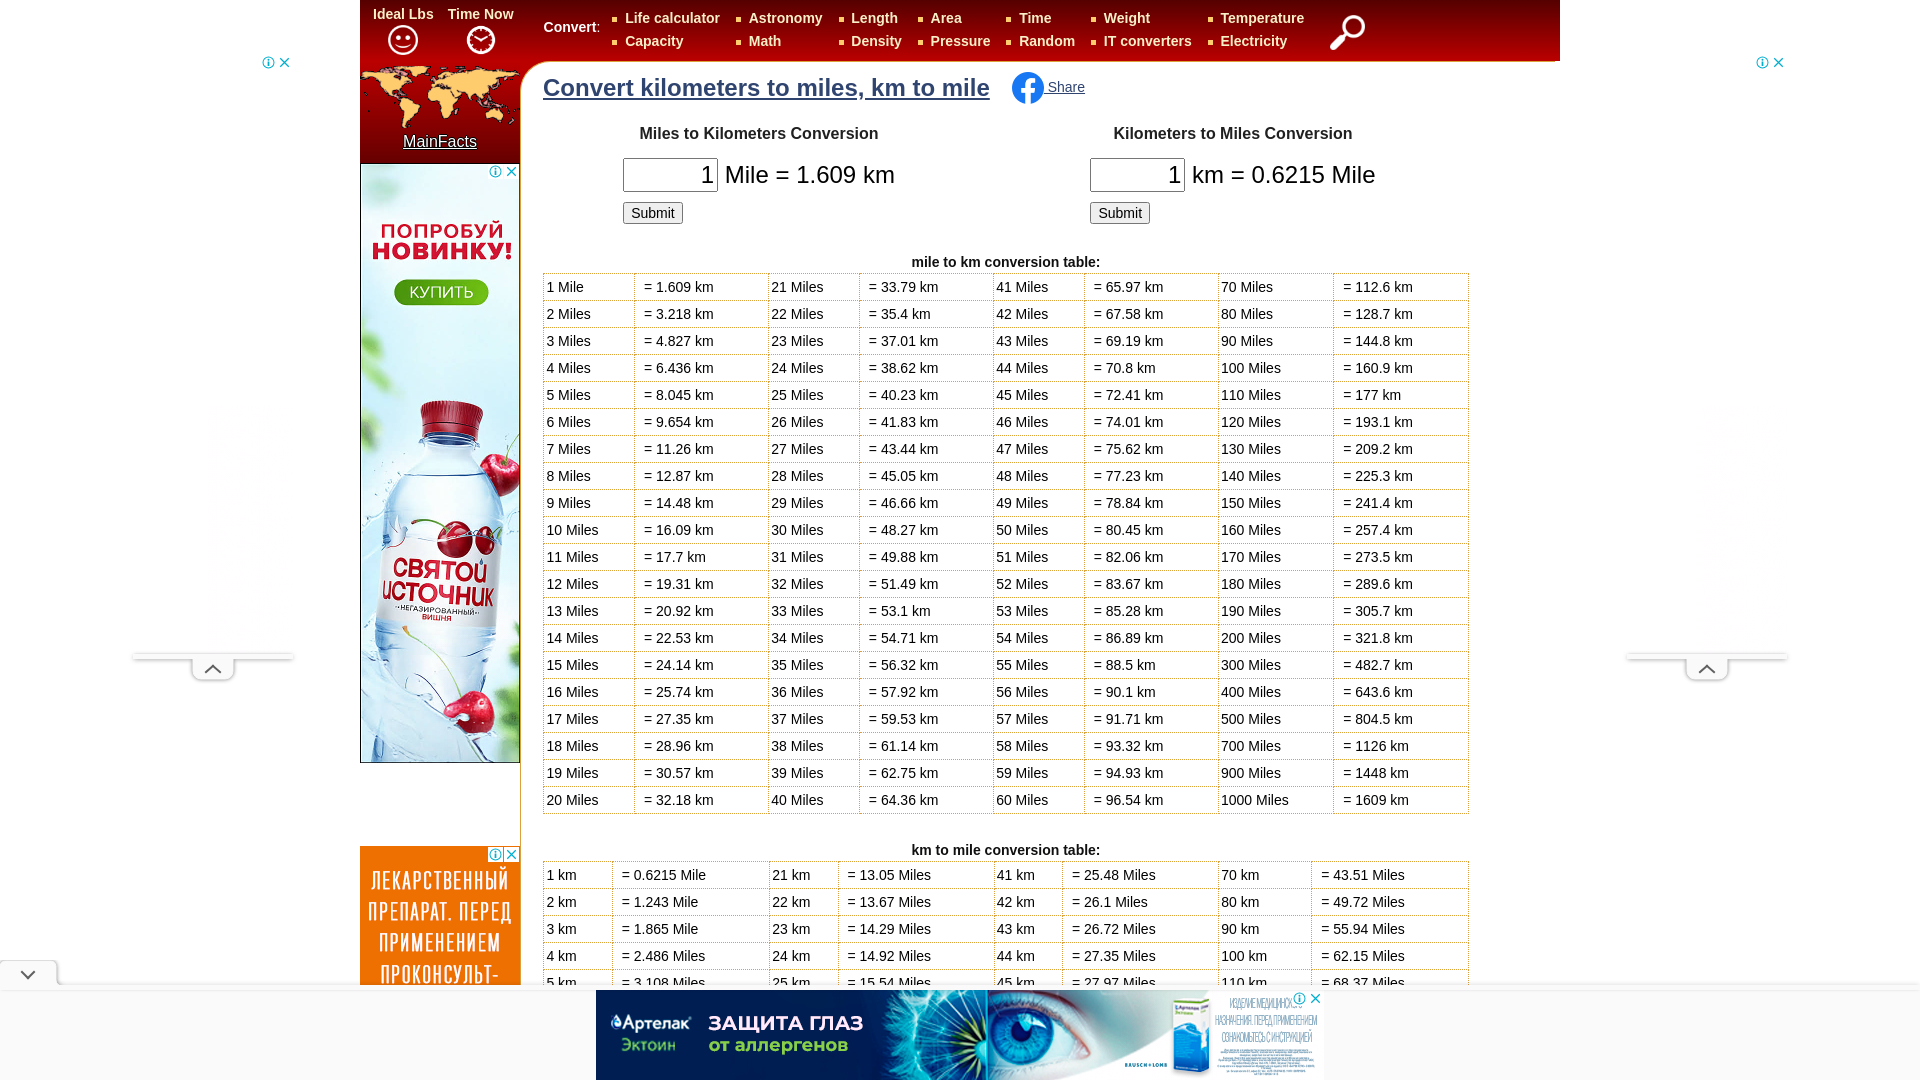 Ideal Lbs
Time Now
MainFacts
Convert:
Life calculator Astronomy Length Area Time Weight Temperature
Capacity Math Density Pressure Random IT converters Electricity
Convert kilometers to miles, km to mile
Share
Miles to Kilometers Conversion
1 Mile = 1.609 km
Submit
Kilometers to Miles Conversion
1 km = 0.6215 Mile
Submit
mile to km conversion table:
1 Mile = 1.609 km 21 Miles = 33.79 km 41 Miles = 65.97 km 70 Miles = 112.6 km
2 Miles = 3.218 km 22 Miles = 35.4 km 42 Miles = 67.58 km 80 Miles = 128.7 km
3 Miles = 4.827 km 23 Miles = 37.01 km 43 Miles = 69.19 km 90 Miles = 144.8 km
4 Miles = 6.436 km 24 Miles = 38.62 km 44 Miles = 70.8 km 100 Miles = 160.9 km
5 Miles = 8.045 km 25 Miles = 40.23 km 45 Miles = 72.41 km 110 Miles = 177 km
6 Miles = 9.654 km 26 Miles = 41.83 km 46 Miles = 74.01 km 120 Miles = 193.1 km
7 Miles = 11.26 km 27 Miles = 43.44 km 47 Miles = 75.62 km 130 Miles = 209.2 km
8 Miles = 12.87 km 28 Miles = 45.05 km 48 Miles = 77.23 km 140 Miles = 225.3 km
9 Miles = 14.48 km 29 Miles = 46.66 km 49 Miles = 78.84 km 150 Miles = 241.4 km
10 Miles = 16.09 km 30 Miles = 48.27 km 50 Miles = 80.45 km 160 Miles = 257.4 km
11 Miles = 17.7 km 31 Miles = 49.88 km 51 Miles = 82.06 km 170 Miles = 273.5 km
12 Miles = 19.31 km 32 Miles = 51.49 km 52 Miles = 83.67 km 180 Miles = 289.6 km
13 Miles = 20.92 km 33 Miles = 53.1 km 53 Miles = 85.28 km 190 Miles = 305.7 km
14 Miles = 22.53 km 34 Miles = 54.71 km 54 Miles = 86.89 km 200 Miles = 321.8 km
15 Miles = 24.14 km 35 Miles = 56.32 km 55 Miles = 88.5 km 300 Miles = 482.7 km
16 Miles = 25.74 km 36 Miles = 57.92 km 56 Miles = 90.1 km 400 Miles = 643.6 km
17 Miles = 27.35 km 37 Miles = 59.53 km 57 Miles = 91.71 km 500 Miles = 804.5 km
18 Miles = 28.96 km 38 Miles = 61.14 km 58 Miles = 93.32 km 700 Miles = 1126 km
19 Miles = 30.57 km 39 Miles = 62.75 km 59 Miles = 94.93 km 900 Miles = 1448 km
20 Miles = 32.18 km 40 Miles = 64.36 km 60 Miles = 96.54 km 1000 Miles = 1609 km
km to mile conversion table:
1 km = 0.6215 Mile 21 km = 13.05 Miles 41 km = 25.48 Miles 70 km = 43.51 Miles
2 km = 1.243 Mile 22 km = 13.67 Miles 42 km = 26.1 Miles 80 km = 49.72 Miles
3 km = 1.865 Mile 23 km = 14.29 Miles 43 km = 26.72 Miles 90 km = 55.94 Miles
4 km = 2.486 Miles 24 km = 14.92 Miles 44 km = 27.35 Miles 100 km = 62.15 Miles
5 km = 3.108 Miles 25 km = 15.54 Miles 45 km = 27.97 Miles 110 km = 68.37 Miles
ПОПРОБУЙ
НОВИНКУ!
КУПИТЬ
СВЯТОЙ
ИСТОЧНИК
НЕГАЗИРОВАННЫЙ
ВИШНЯ
ЛЕКАРСТВЕННЫЙ
ПРЕПАРАТ. ПЕРЕД
ПРИМЕНЕНИЕМ
ПРОКОНСУЛЬТ-
Артелак
Эктоин
ЗАЩИТА ГЛАЗ
от аллергенов
Артелак
Эктоин
BAUSCH + LOMB
ИЗДЕЛИЕ МЕДИЦИНСКОГО
НАЗНАЧЕНИЯ. ПЕРЕД ПРИМЕНЕНИЕМ
ОЗНАКОМЬТЕСЬ С ИНСТРУКЦИЕЙ